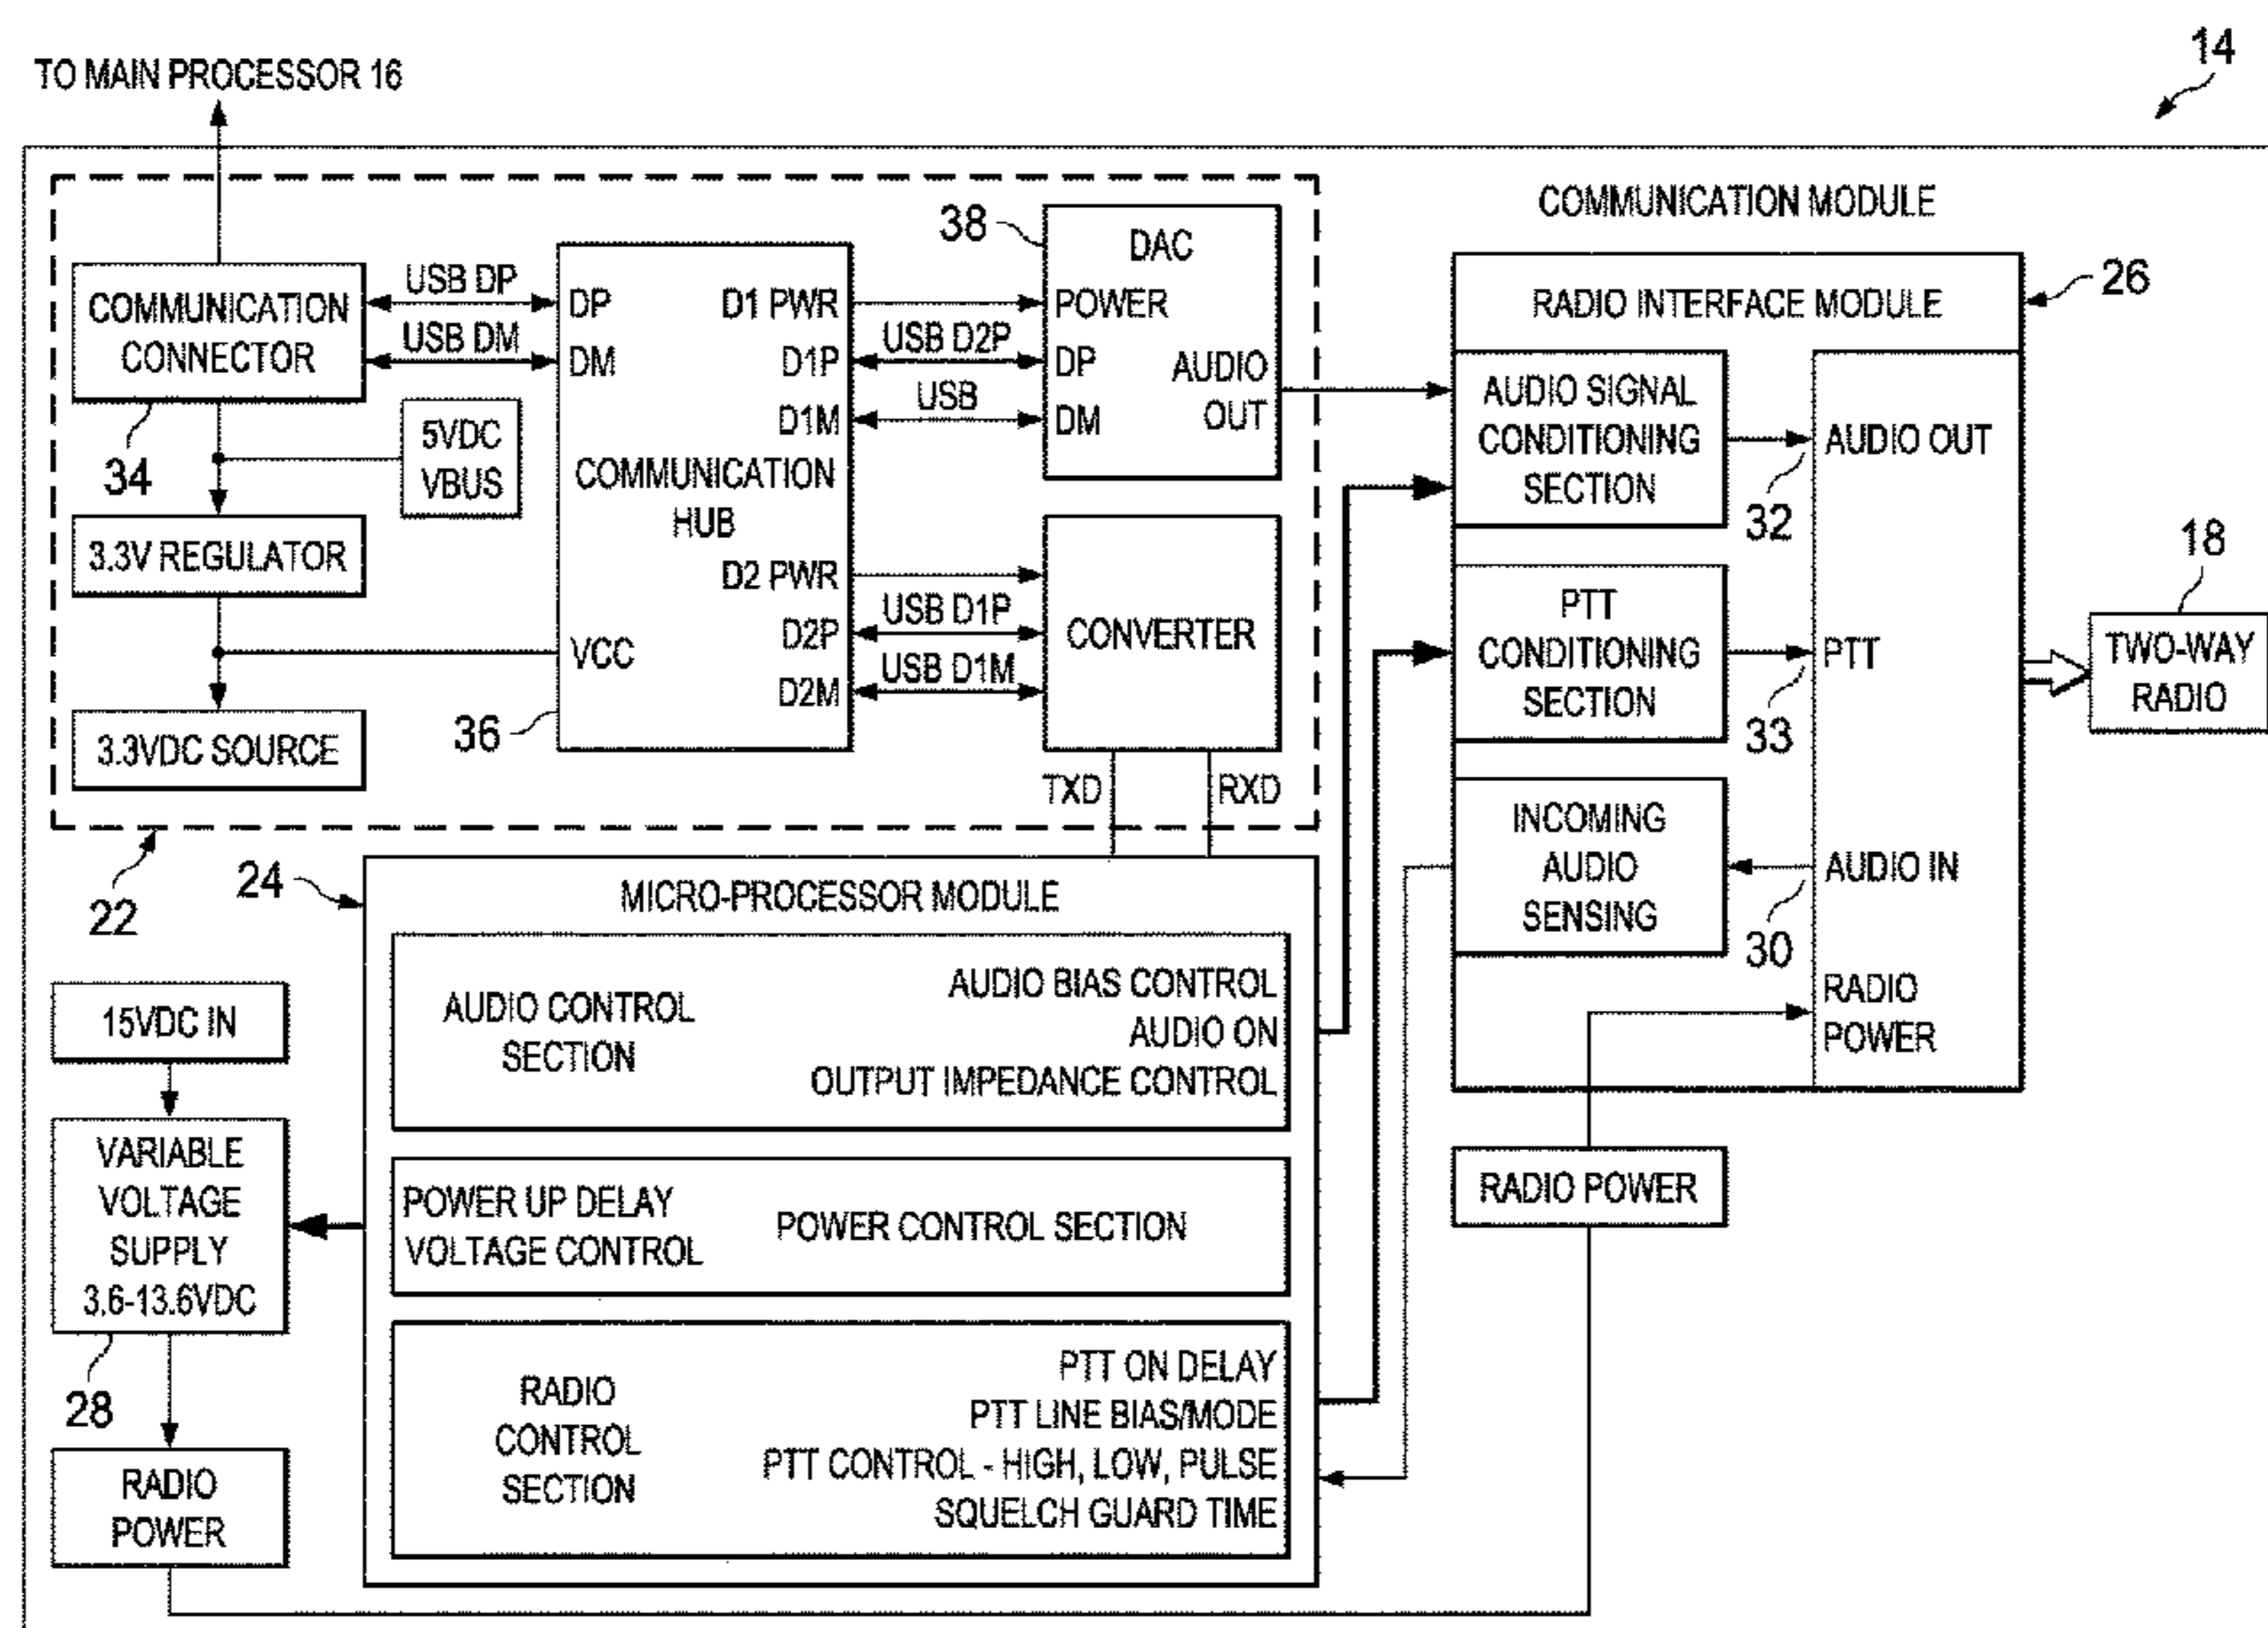 14
TO MAIN PROCESSOR 16
COMMUNICATION MODULE
COMMUNICATION
CONNECTOR
34
USB DP
USB DM
5VDC
VBUS
3.3V REGULATOR
3.3VDC SOURCE
DP
DM
COMMUNICATION
HUB
VCC
36
D1 PWR
D1P
D1M
D2 PWR
D2P
D2M
USB D2P
USB
USB D1P
USB D1M
38
DAC
POWER
DP
DM
AUDIO
OUT
CONVERTER
TXD
RXD
22
RADIO INTERFACE MODULE
26
AUDIO SIGNAL
CONDITIONING
SECTION
32
AUDIO OUT
PTT
CONDITIONING
SECTION
33
PTT
INCOMING
AUDIO
SENSING
30
AUDIO IN
RADIO
POWER
18
TWO-WAY
RADIO
24
MICRO-PROCESSOR MODULE
AUDIO CONTROL
SECTION
AUDIO BIAS CONTROL
AUDIO ON
OUTPUT IMPEDANCE CONTROL
POWER UP DELAY
VOLTAGE CONTROL
POWER CONTROL SECTION
RADIO
CONTROL
SECTION
PTT ON DELAY
PTT LINE BIAS/MODE
PTT CONTROL - HIGH, LOW, PULSE
SQUELCH GUARD TIME
15VDC IN
VARIABLE
VOLTAGE
SUPPLY
3.6-13.6VDC
28
RADIO
POWER
RADIO POWER